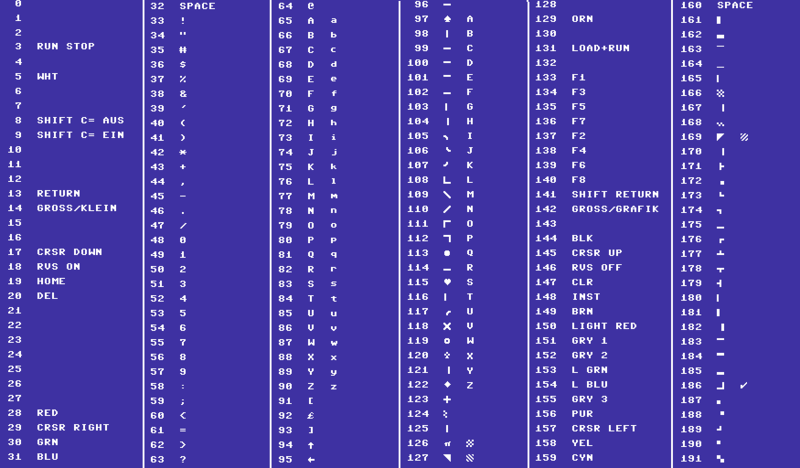 0
1
2
3 RUN STOP
4
5 WHT
6
7
8 SHIFT C= AUS
9 SHIFT C= EIN
10
11
12
13 RETURN
14 GROSS/KLEIN
15
16
17 CRSR DOWN
18 RVS ON
19 HOME
20 DEL
21
22
23
24
25
26
27
28 RED
29 CRSR RIGHT
30 GRN
31 BLU
32 SPACE
33 !
34 "
35 #
36 $
37 %
38 &
39 ´
40 (
41 )
42 *
43 +
44 ,
45 -
46 .
47 /
48 0
49 1
50 2
51 3
52 4
53 5
54 6
55 7
56 8
57 9
58 :
59 ;
60 <
61 =
62 >
63 ?
64 @
65 A a
66 B b
67 C c
68 D d
69 E e
70 F f
71 G g
72 H h
73 I i
74 J j
75 K k
76 L l
77 M m
78 N n
79 O o
80 P p
81 Q q
82 R r
83 S s
84 T t
85 U u
86 V v
87 W w
88 X x
89 Y y
90 Z z
91 [
92 £
93 ]
94 ↑
95 ←
96 ─
97 ♠ A
98 │ B
99 ─ C
100 ─ D
101 ─ E
102 ─ F
103 │ G
104 │ H
105 ╮ I
106 ╰ J
107 ╯ K
108 L
109 ╲ M
110 ╱ N
111 O
112 P
113 ● Q
114 R
115 ♥ S
116 T
117 ╭ U
118 ╳ V
119 ○ W
120 ♣ X
121 Y
122 ♦ Z
123 ┼
124
125 │
126 π
127 ◥
128
129 ORN
130
131 LOAD+RUN
132
133 F1
134 F3
135 F5
136 F7
137 F2
138 F4
139 F6
140 F8
141 SHIFT RETURN
142 GROSS/GRAFIK
143
144 BLK
145 CRSR UP
146 RVS OFF
147 CLR
148 INST
149 BRN
150 LIGHT RED
151 GRY 1
152 GRY 2
153 L GRN
154 L BLU
155 GRY 3
156 PUR
157 CRSR LEFT
158 YEL
159 CYN
160 SPACE
161 ▌
162 ▄
163 ▔
164 ▁
165 ▏
166 ▒
167 ▕
168
169 ◤
170
171 ├
172 ▗
173 └
174 ┐
175 ▂
176 ┌
177 ┴
178 ┬
179 ┤
180
181
182
183
184
185
186 ✓
187 ▖
188 ▝
189 ┘
190 ▘
191 ▚